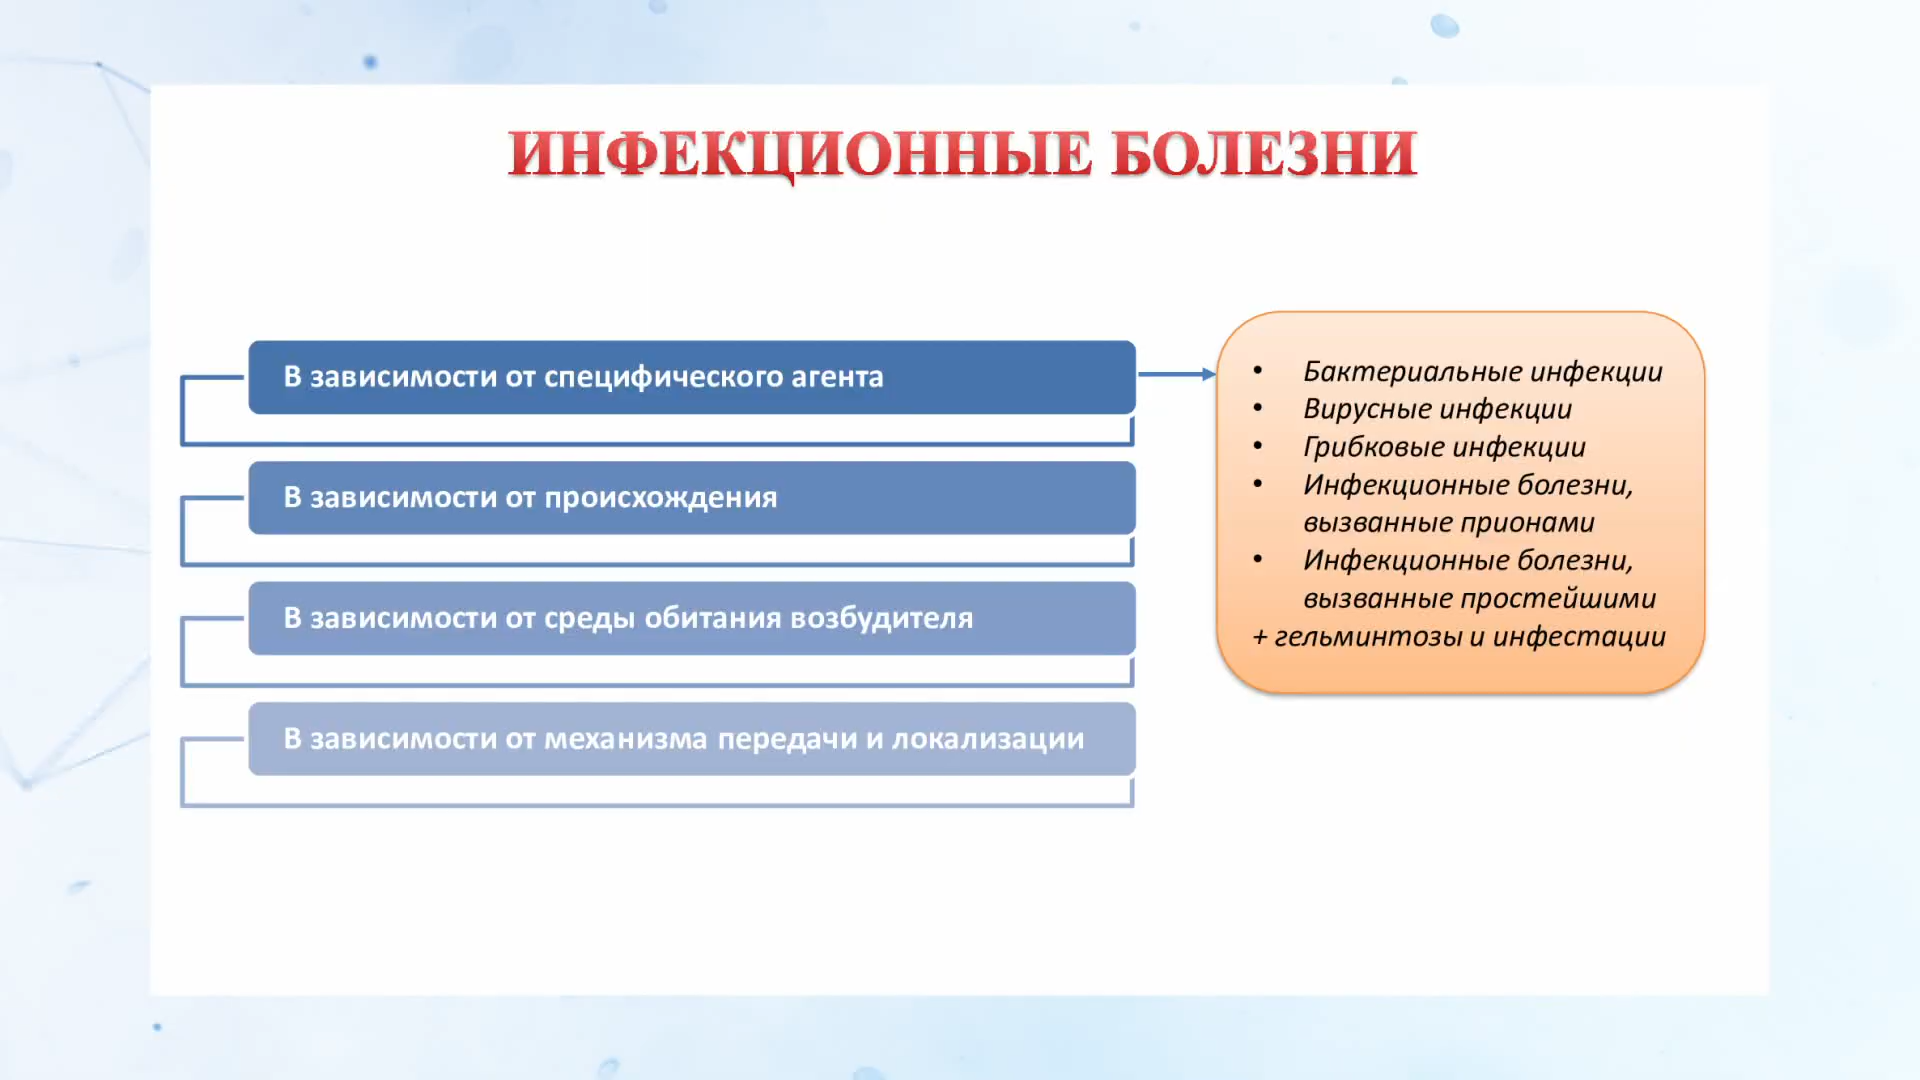 ИНФЕКЦИОННЫЕ БОЛЕЗНИ
В зависимости от специфического агента
В зависимости от происхождения
В зависимости от среды обитания возбудителя
В зависимости от механизма передачи и локализации
• Бактериальные инфекции
• Вирусные инфекции
• Грибковые инфекции
• Инфекционные болезни,
вызванные прионами
• Инфекционные болезни,
вызванные простейшими
+ гельминтозы и инфестации